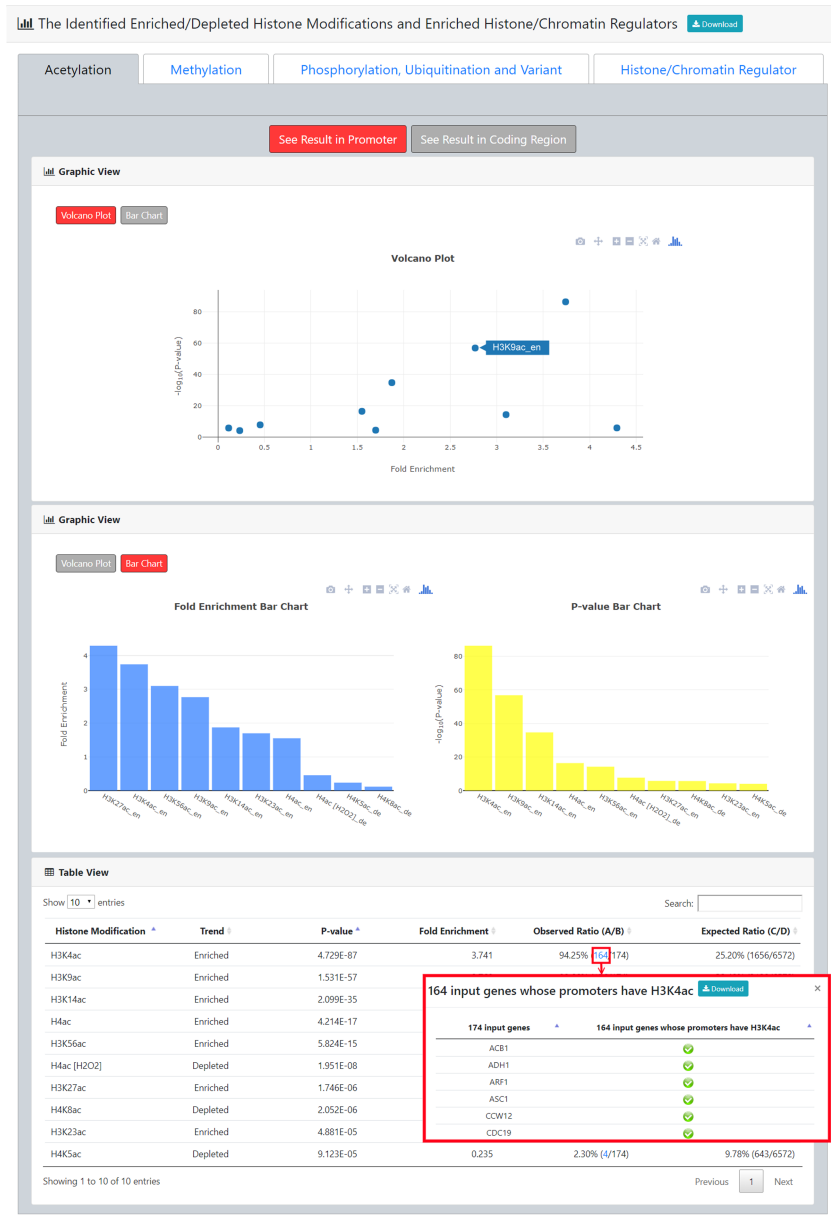 The Identified Enriched/Depleted Histone Modifications and Enriched Histone/Chromatin Regulators Download
Acetylation Methylation Phosphorylation, Ubiquitination and Variant Histone/Chromatin Regulator
See Result in Promoter See Result in Coding Region
Graphic View
Volcano Plot Bar Chart
Volcano Plot
80
60
40
20
0
-log10(P-value)
H3K9ac_en
0 0.5 1 1.5 2 2.5 3 3.5 4 4.5
Fold Enrichment
Graphic View
Volcano Plot Bar Chart
Fold Enrichment Bar Chart
4
3
2
1
0
Fold Enrichment
H3K27ac_en H3K4ac_en H3K56ac_en H3K9ac_en H3K14ac_en H3K23ac_en H4ac_en H4ac [H2O2]_de H4K5ac_de H4K8ac_de
P-value Bar Chart
80
60
40
20
0
-log10(P-value)
H3K4ac_en H3K9ac_en H3K14ac_en H4ac_en H3K56ac_en H4ac [H2O2]_de H3K27ac_en H4K8ac_de H3K23ac_en H4K5ac_de
Table View
Show 10 entries Search:
Histone Modification Trend P-value Fold Enrichment Observed Ratio (A/B) Expected Ratio (C/D)
H3K4ac Enriched 4.729E-87 3.741 94.25% (164/174) 25.20% (1656/6572)
H3K9ac Enriched 1.531E-57
H3K14ac Enriched 2.099E-35
H4ac Enriched 4.214E-17
H3K56ac Enriched 5.824E-15
H4ac [H2O2] Depleted 1.951E-08
H3K27ac Enriched 1.746E-06
H4K8ac Depleted 2.052E-06
H3K23ac Enriched 4.881E-05
H4K5ac Depleted 9.123E-05 0.235 2.30% (4/174) 9.78% (643/6572)
164 input genes whose promoters have H3K4ac Download ×
174 input genes 164 input genes whose promoters have H3K4ac
ACB1
ADH1
ARF1
ASC1
CCW12
CDC19
Showing 1 to 10 of 10 entries Previous 1 Next